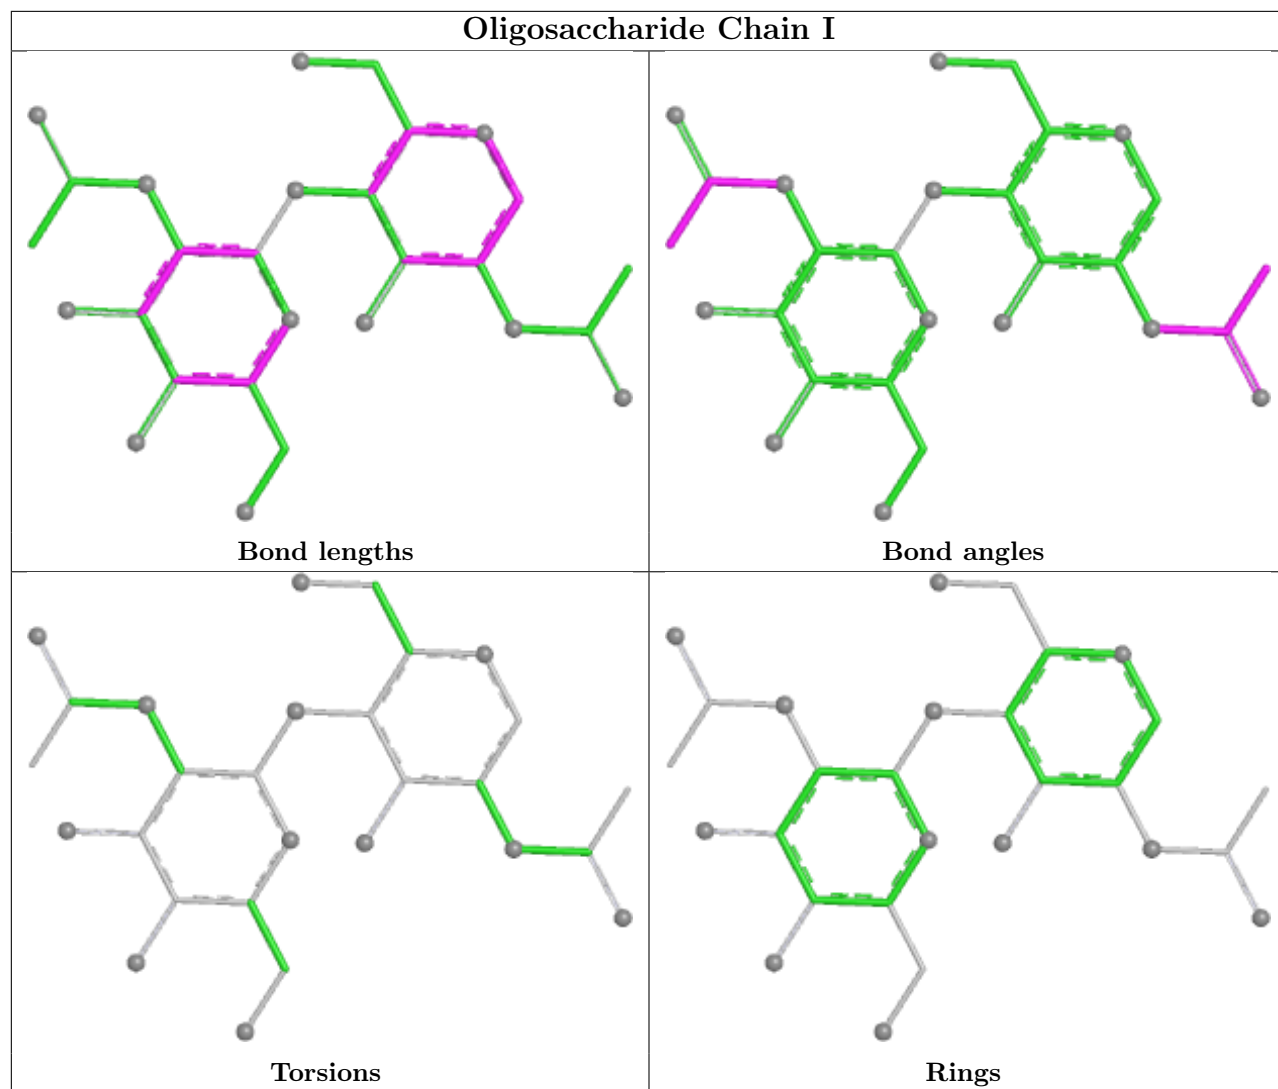 Oligosaccharide Chain I
Bond lengths
Bond angles
Torsions
Rings